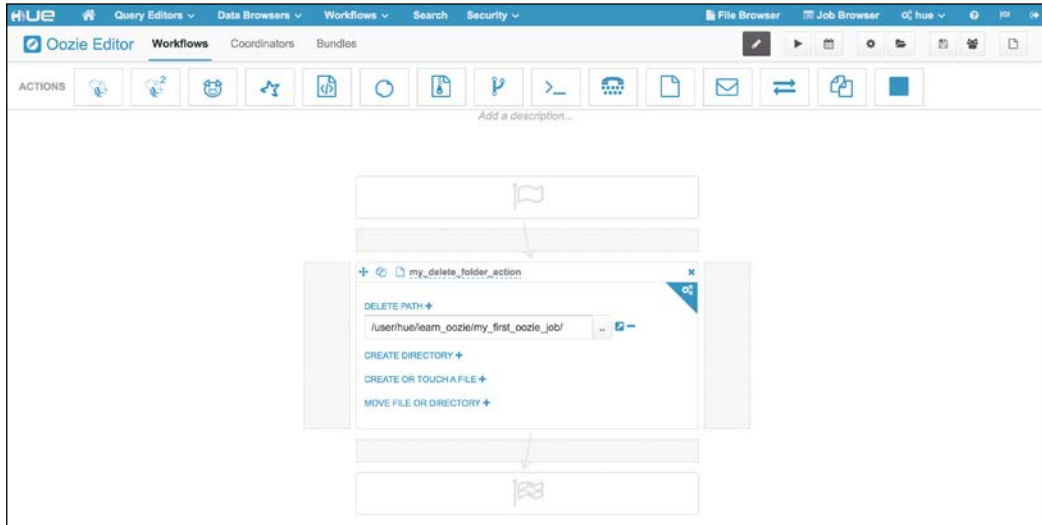 HUE Query Editors Data Browsers Workflows Search Security File Browser Job Browser hue
Oozie Editor Workflows Coordinators Bundles
ACTIONS 2
Add a description...
my_delete_folder_action
DELETE PATH +
/user/hue/learn_oozie/my_first_oozie_job/ ..
CREATE DIRECTORY +
CREATE OR TOUCH A FILE +
MOVE FILE OR DIRECTORY +